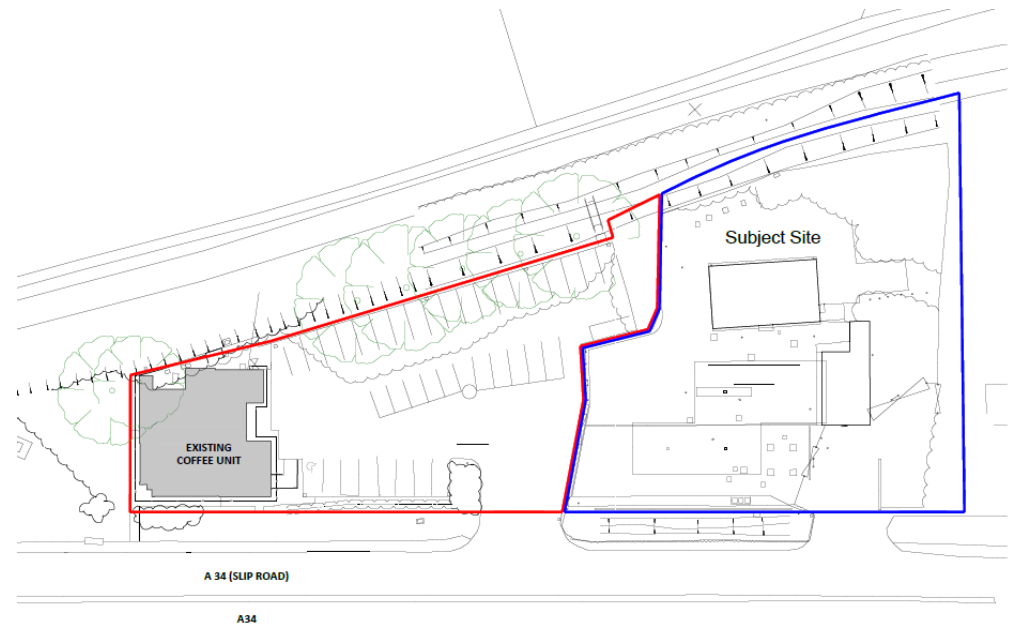 Subject Site
EXISTING
COFFEE UNIT
A 34 (SLIP ROAD)
A34